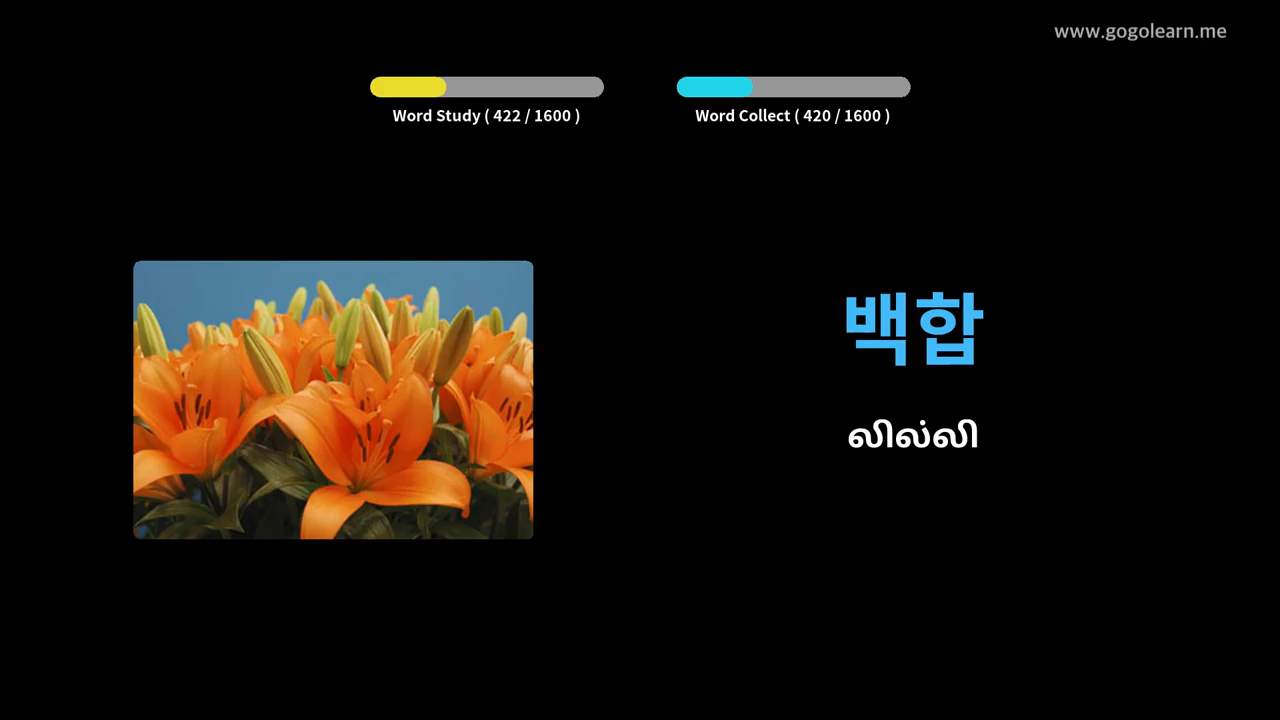 www.gogolearn.me
Word Study ( 422 / 1600 )
Word Collect ( 420 / 1600 )
백합
லில்லி